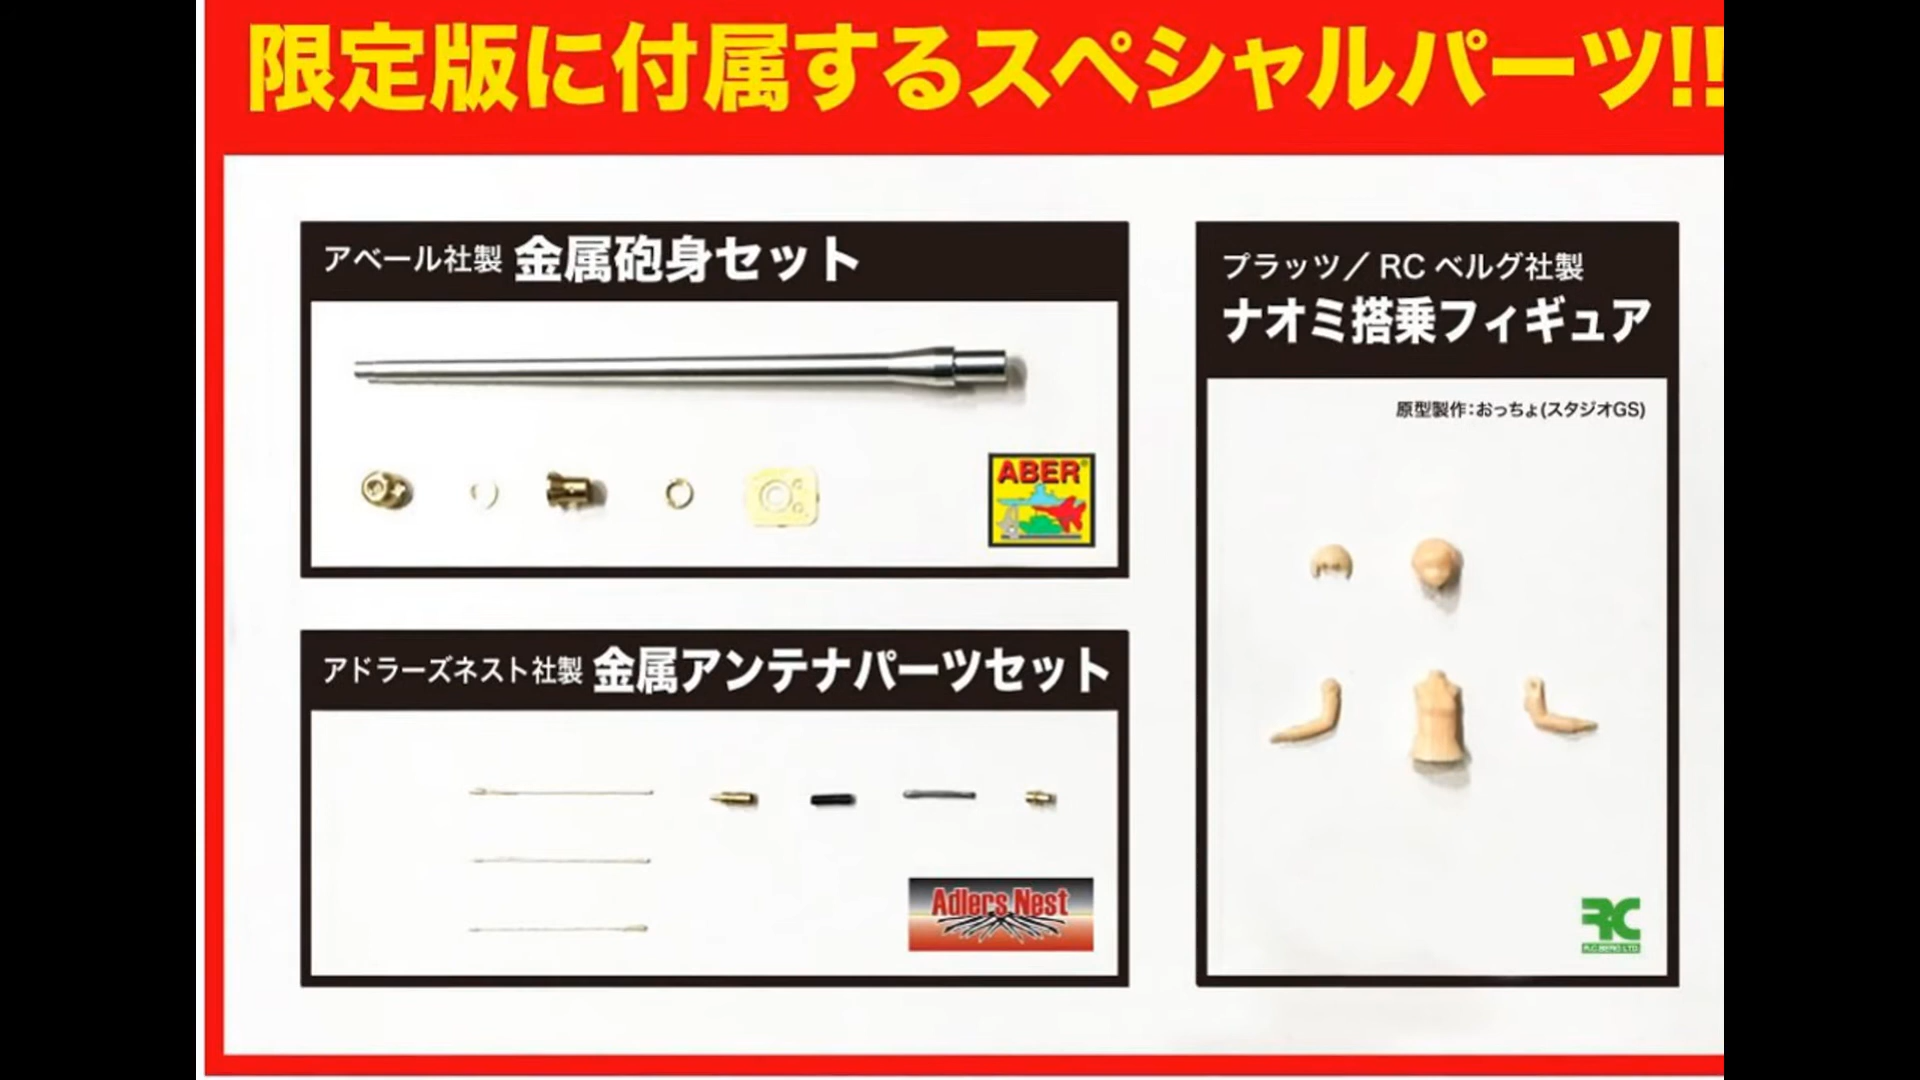 限定版に付属するスペシャルパーツ!!
アベール社製 金属砲身セット
ABER
アドラーズネスト社製 金属アンテナパーツセット
Adlers Nest
プラッツ／RCベルグ社製
ナオミ搭乗フィギュア
原型製作：おっちょ(スタジオGS)
RC
R.C.BERG LTD.